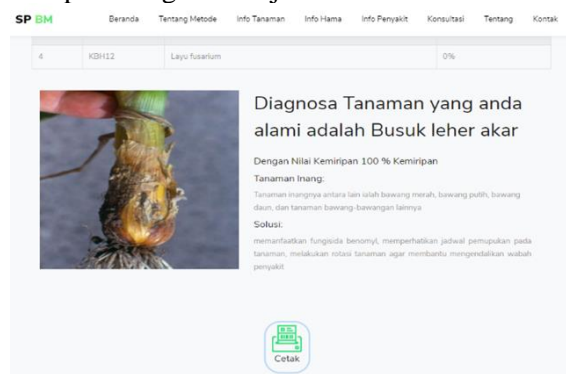 SP BM Beranda Tentang Metode Info Tanaman Info Hama Info Penyakit Konsultasi Tentang Kontak
4 KBH12 Layu fusarium 0%
Diagnosa Tanaman yang anda
alami adalah Busuk leher akar
Dengan Nilai Kemiripan 100 % Kemiripan
Tanaman Inang:
Tanaman inangnya antara lain ialah bawang merah, bawang putih, bawang
daun, dan tanaman bawang-bawangan lainnya
Solusi:
memanfaatkan fungisida benomyl, memperhatikan jadwal pemupukan pada
tanaman, melakukan rotasi tanaman agar membantu mengendalikan wabah
penyakit
Cetak